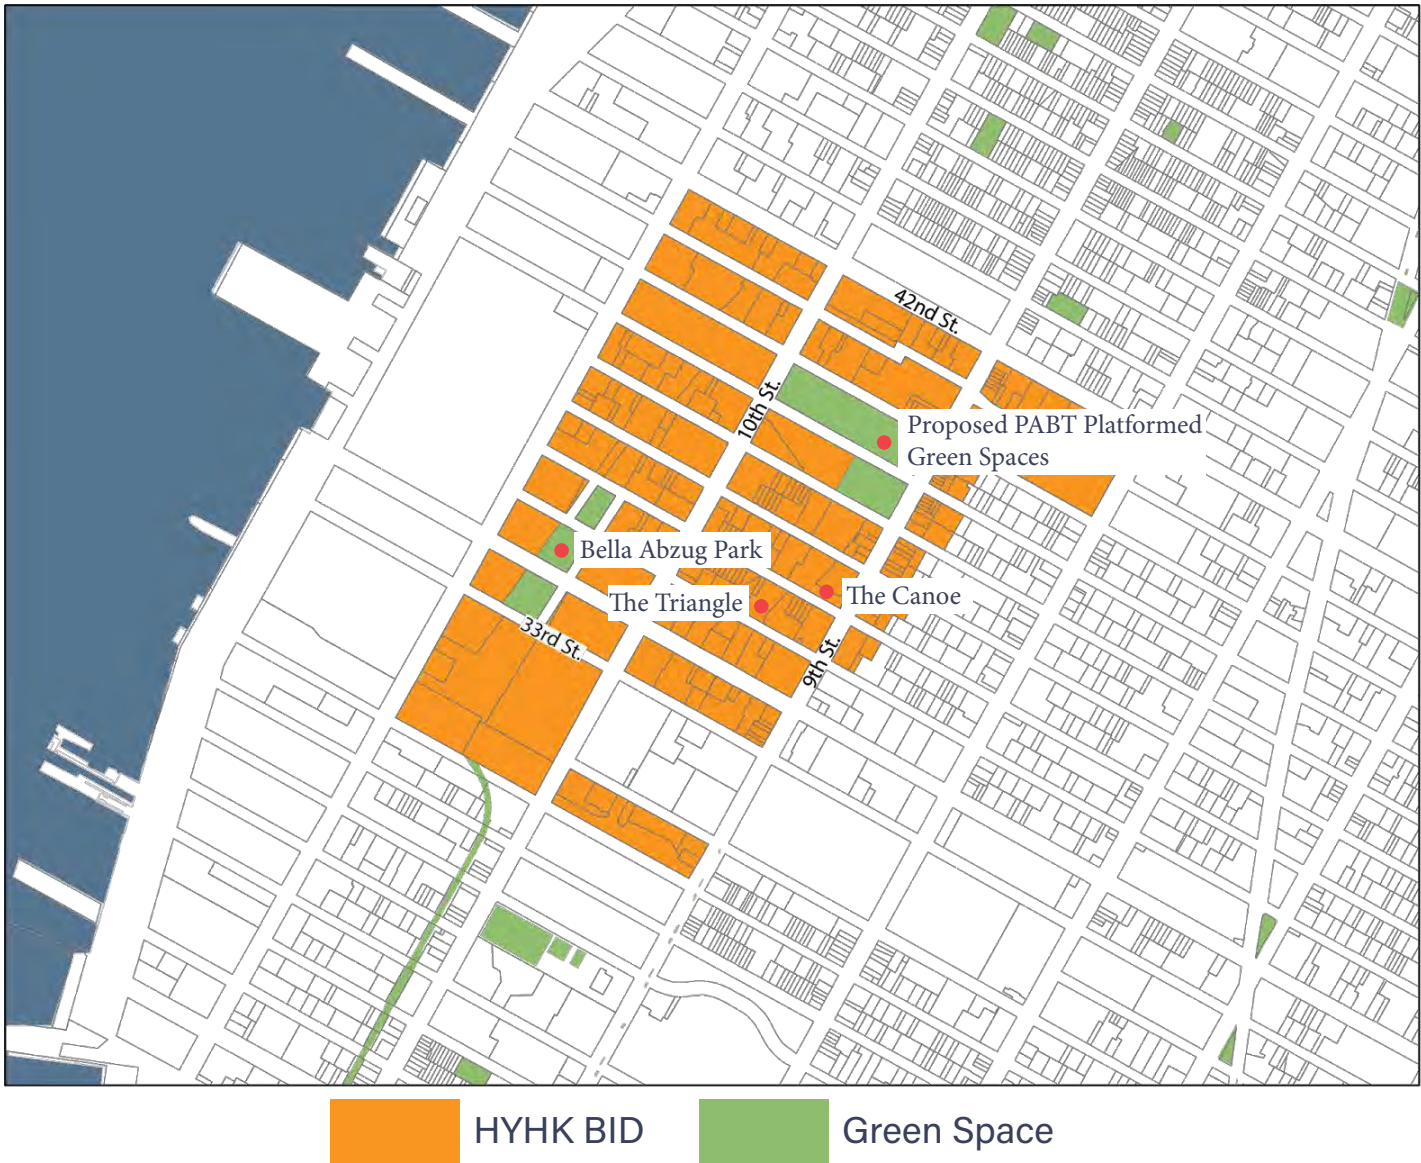 42nd St.
10th St.
Proposed PABT Platformed
Green Spaces
Bella Abzug Park
The Triangle
The Canoe
33rd St.
9th St.
HYHK BID
Green Space